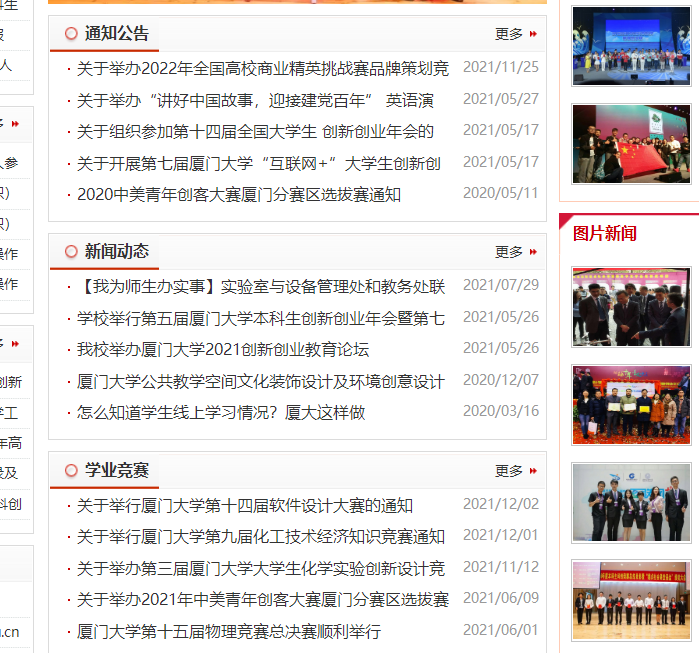 科生
报
人
通知公告 更多
· 关于举办2022年全国高校商业精英挑战赛品牌策划竞 2021/11/25
· 关于举办“讲好中国故事，迎接建党百年” 英语演 2021/05/27
· 关于组织参加第十四届全国大学生 创新创业年会的 2021/05/17
· 关于开展第七届厦门大学“互联网+”大学生创新创 2021/05/17
· 2020中美青年创客大赛厦门分赛区选拔赛通知 2020/05/11
参
操作
操作
新闻动态 更多
· 【我为师生办实事】实验室与设备管理处和教务处联 2021/07/29
· 学校举行第五届厦门大学本科生创新创业年会暨第七 2021/05/26
· 我校举办厦门大学2021创新创业教育论坛 2021/05/26
· 厦门大学公共教学空间文化装饰设计及环境创意设计 2020/12/07
· 怎么知道学生线上学习情况？厦大这样做 2020/03/16
创新
工
年高
及
科创
.cn
学业竞赛 更多
· 关于举行厦门大学第十四届软件设计大赛的通知 2021/12/02
· 关于举行厦门大学第九届化工技术经济知识竞赛通知 2021/12/01
· 关于举办第三届厦门大学大学生化学实验创新设计竞 2021/11/12
· 关于举办2021年中美青年创客大赛厦门分赛区选拔赛 2021/06/09
· 厦门大学第十五届物理竞赛总决赛顺利举行 2021/06/01
图片新闻